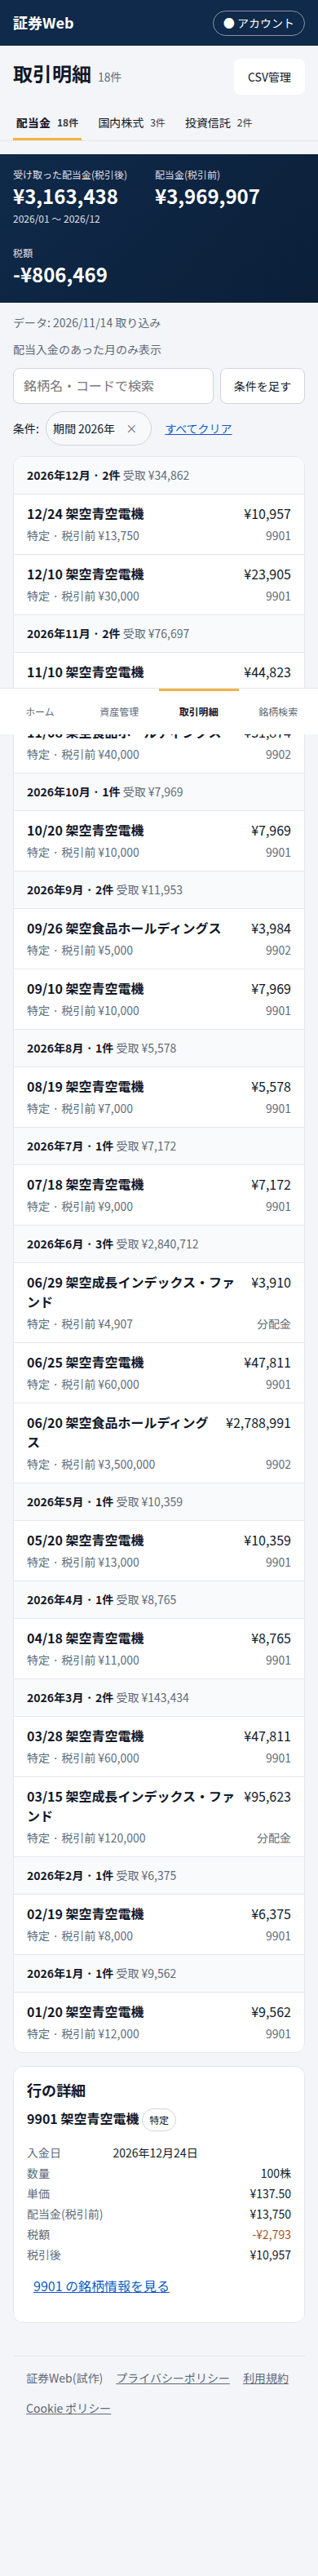 証券Web
アカウント
取引明細 18件
CSV管理
配当金 18件 国内株式 3件 投資信託 2件
受け取った配当金(税引後) 配当金(税引前)
¥3,163,438 ¥3,969,907
2026/01 〜 2026/12
税額
-¥806,469
データ: 2026/11/14 取り込み
配当入金のあった月のみ表示
銘柄名・コードで検索 条件を足す
条件: 期間 2026年 × すべてクリア
2026年12月・2件 受取 ¥34,862
12/24 架空青空電機 ¥10,957
特定・税引前 ¥13,750 9901
12/10 架空青空電機 ¥23,905
特定・税引前 ¥30,000 9901
2026年11月・2件 受取 ¥76,697
11/10 架空青空電機 ¥44,823
ホーム 資産管理 取引明細 銘柄検索
特定・税引前 ¥40,000 9902
2026年10月・1件 受取 ¥7,969
10/20 架空青空電機 ¥7,969
特定・税引前 ¥10,000 9901
2026年9月・2件 受取 ¥11,953
09/26 架空食品ホールディングス ¥3,984
特定・税引前 ¥5,000 9902
09/10 架空青空電機 ¥7,969
特定・税引前 ¥10,000 9901
2026年8月・1件 受取 ¥5,578
08/19 架空青空電機 ¥5,578
特定・税引前 ¥7,000 9901
2026年7月・1件 受取 ¥7,172
07/18 架空青空電機 ¥7,172
特定・税引前 ¥9,000 9901
2026年6月・3件 受取 ¥2,840,712
06/29 架空成長インデックス・ファ ¥3,910
ンド
特定・税引前 ¥4,907 分配金
06/25 架空青空電機 ¥47,811
特定・税引前 ¥60,000 9901
06/20 架空食品ホールディング ¥2,788,991
ス
特定・税引前 ¥3,500,000 9902
2026年5月・1件 受取 ¥10,359
05/20 架空青空電機 ¥10,359
特定・税引前 ¥13,000 9901
2026年4月・1件 受取 ¥8,765
04/18 架空青空電機 ¥8,765
特定・税引前 ¥11,000 9901
2026年3月・2件 受取 ¥143,434
03/28 架空青空電機 ¥47,811
特定・税引前 ¥60,000 9901
03/15 架空成長インデックス・ファ ¥95,623
ンド
特定・税引前 ¥120,000 分配金
2026年2月・1件 受取 ¥6,375
02/19 架空青空電機 ¥6,375
特定・税引前 ¥8,000 9901
2026年1月・1件 受取 ¥9,562
01/20 架空青空電機 ¥9,562
特定・税引前 ¥12,000 9901
行の詳細
9901 架空青空電機 特定
入金日 2026年12月24日
数量 100株
単価 ¥137.50
配当金(税引前) ¥13,750
税額 -¥2,793
税引後 ¥10,957
9901 の銘柄情報を見る
証券Web(試作) プライバシーポリシー 利用規約
Cookie ポリシー